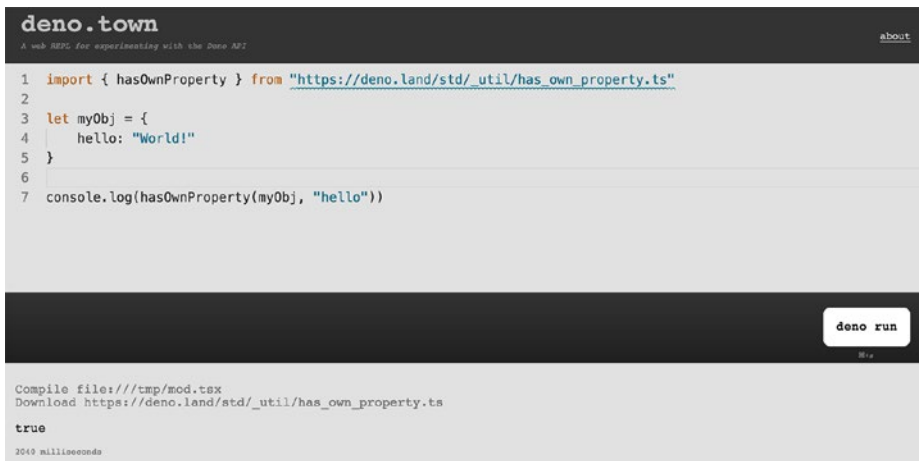 deno.town
A web REPL for experimenting with the Deno API
about
1 import { hasOwnProperty } from "https://deno.land/std/_util/has_own_property.ts"
2
3 let myObj = {
4     hello: "World!"
5 }
6
7 console.log(hasOwnProperty(myObj, "hello"))
deno run
Compile file:///tmp/mod.tsx
Download https://deno.land/std/_util/has_own_property.ts
true
2040 milliseconds